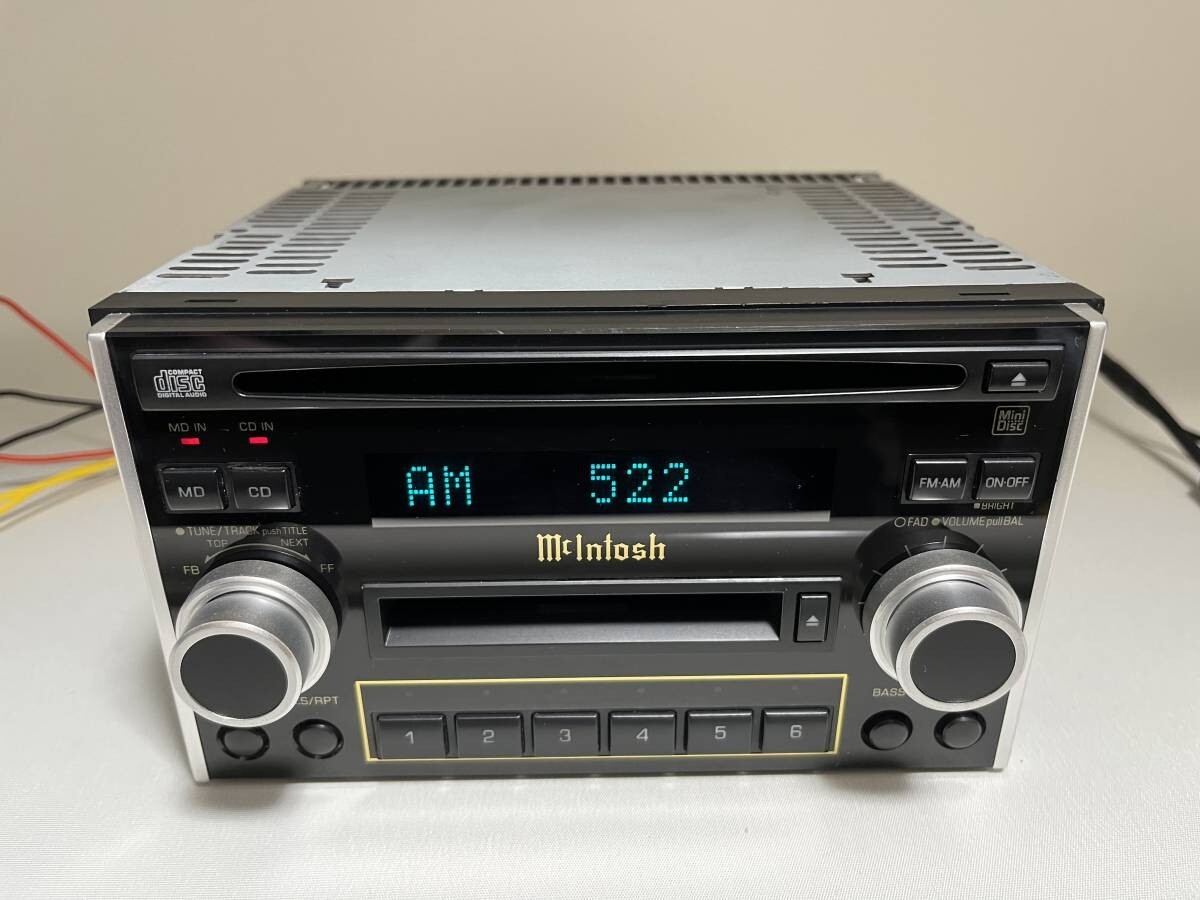 COMPACT
disc
DIGITAL AUDIO
Mini
Disc
MD IN CD IN
AM 522
MD CD
FM·AM ON·OFF
BRIGHT
TUNE/TRACK push TITLE
FAD VOLUME pull BAL
TOP NEXT
FB FF
McIntosh
/RPT
BASS
1 2 3 4 5 6